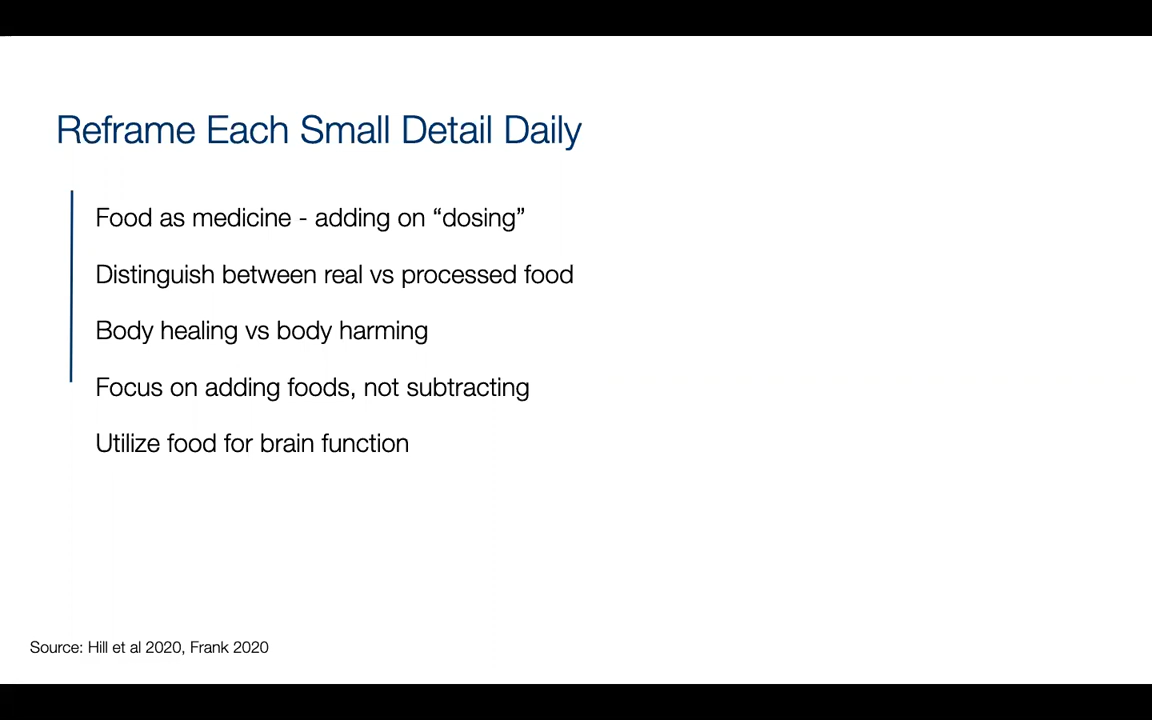 Reframe Each Small Detail Daily
Food as medicine - adding on “dosing”
Distinguish between real vs processed food
Body healing vs body harming
Focus on adding foods, not subtracting
Utilize food for brain function
Source: Hill et al 2020, Frank 2020